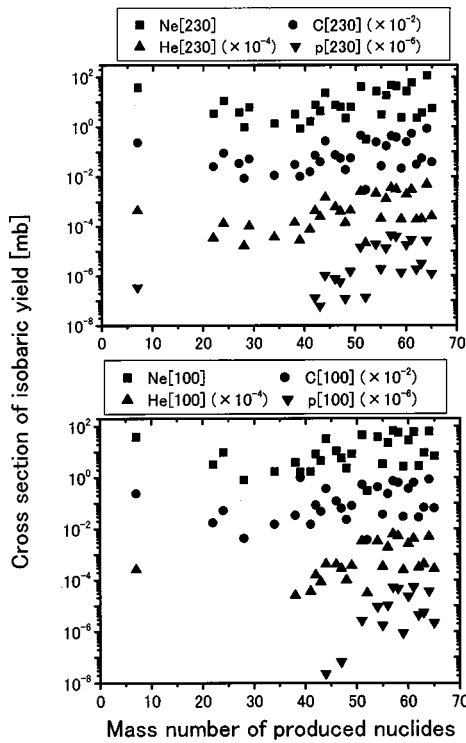 Ne[230] C[230] (×10-2)
He[230] (×10-4) p[230] (×10-6)
102
100
10-2
10-4
10-6
10-8
0 10 20 30 40 50 60 70
Ne[100] C[100] (×10-2)
He[100] (×10-4) p[100] (×10-6)
102
100
10-2
10-4
10-6
10-8
0 10 20 30 40 50 60 70
Cross section of isobaric yield [mb]
Mass number of produced nuclides